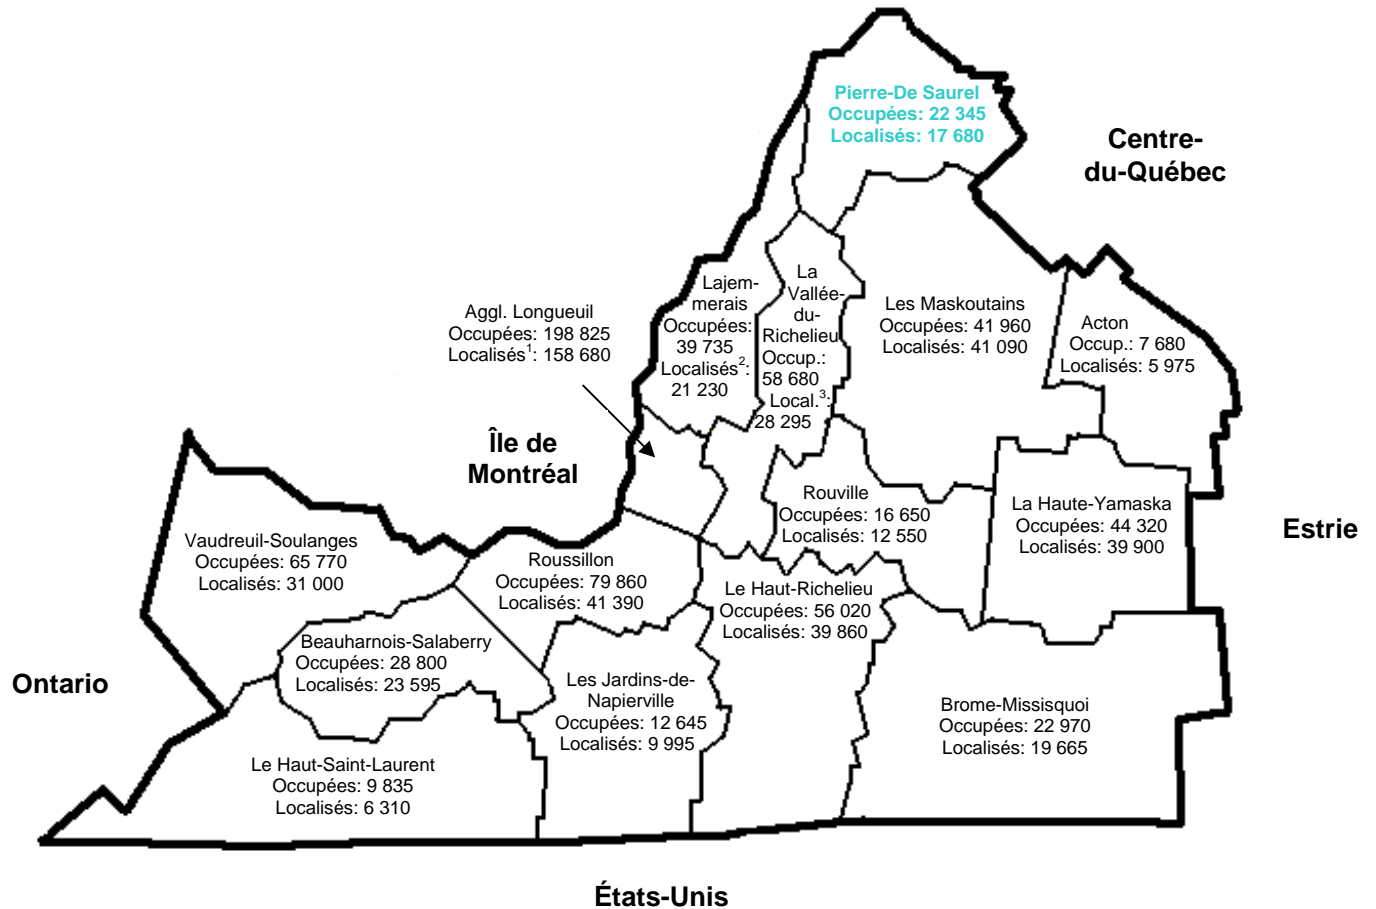 Pierre-De Saurel
Occupées: 22 345
Localisés: 17 680
Centre-
du-Québec
Lajem-
merais
Occupées:
39 735
Localisés²:
21 230
La
Vallée-
du-
Richelieu
Occup.:
58 680
Local.³:
28 295
Les Maskoutains
Occupées: 41 960
Localisés: 41 090
Acton
Occup.: 7 680
Localisés: 5 975
Aggl. Longueuil
Occupées: 198 825
Localisés¹: 158 680
Île de
Montréal
Rouville
Occupées: 16 650
Localisés: 12 550
La Haute-Yamaska
Occupées: 44 320
Localisés: 39 900
Estrie
Vaudreuil-Soulanges
Occupées: 65 770
Localisés: 31 000
Roussillon
Occupées: 79 860
Localisés: 41 390
Le Haut-Richelieu
Occupées: 56 020
Localisés: 39 860
Beauharnois-Salaberry
Occupées: 28 800
Localisés: 23 595
Ontario
Les Jardins-de-
Napierville
Occupées: 12 645
Localisés: 9 995
Brome-Missisquoi
Occupées: 22 970
Localisés: 19 665
Le Haut-Saint-Laurent
Occupées: 9 835
Localisés: 6 310
États-Unis